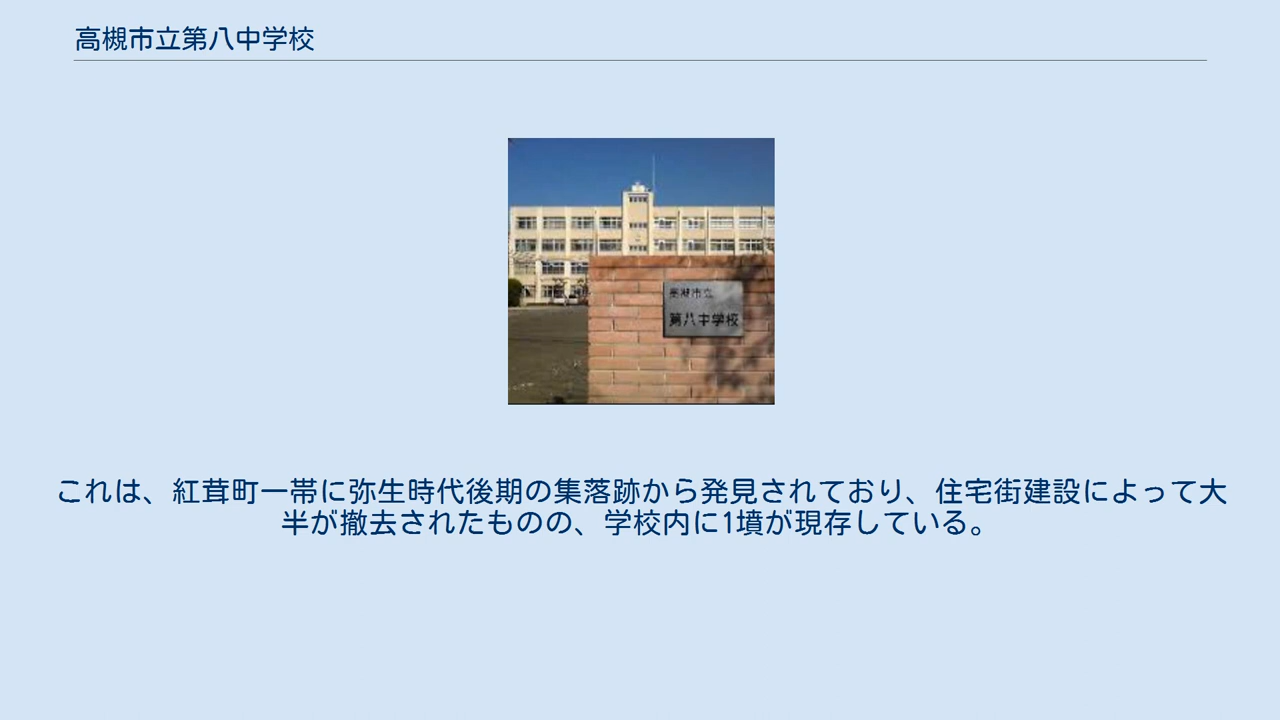 高槻市立第八中学校
高槻市立
第八中学校
これは、紅茸町一帯に弥生時代後期の集落跡から発見されており、住宅街建設によって大
半が撤去されたものの、学校内に1墳が現存している。